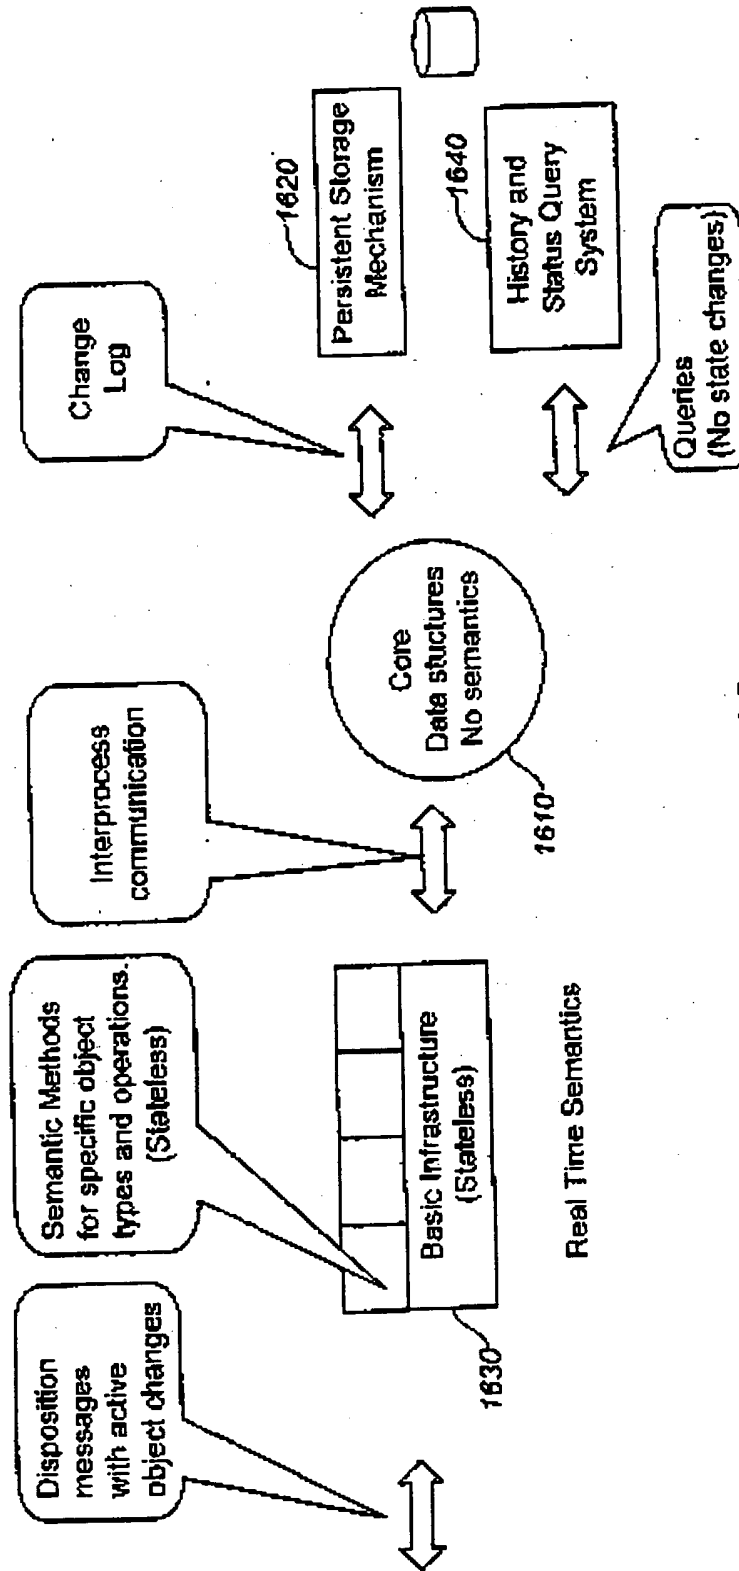 Disposition
messages
with active
object changes
Semantic Methods
for specific object
types and operations.
(Stateless)
Interprocess
communication
Change
Log
1620
Persistent Storage
Mechanism
1640
History and
Status Query
System
Queries
(No state changes)
Core
Data stuctures
No semantics
1610
Basic Infrastructure
(Stateless)
1630
Real Time Semantics